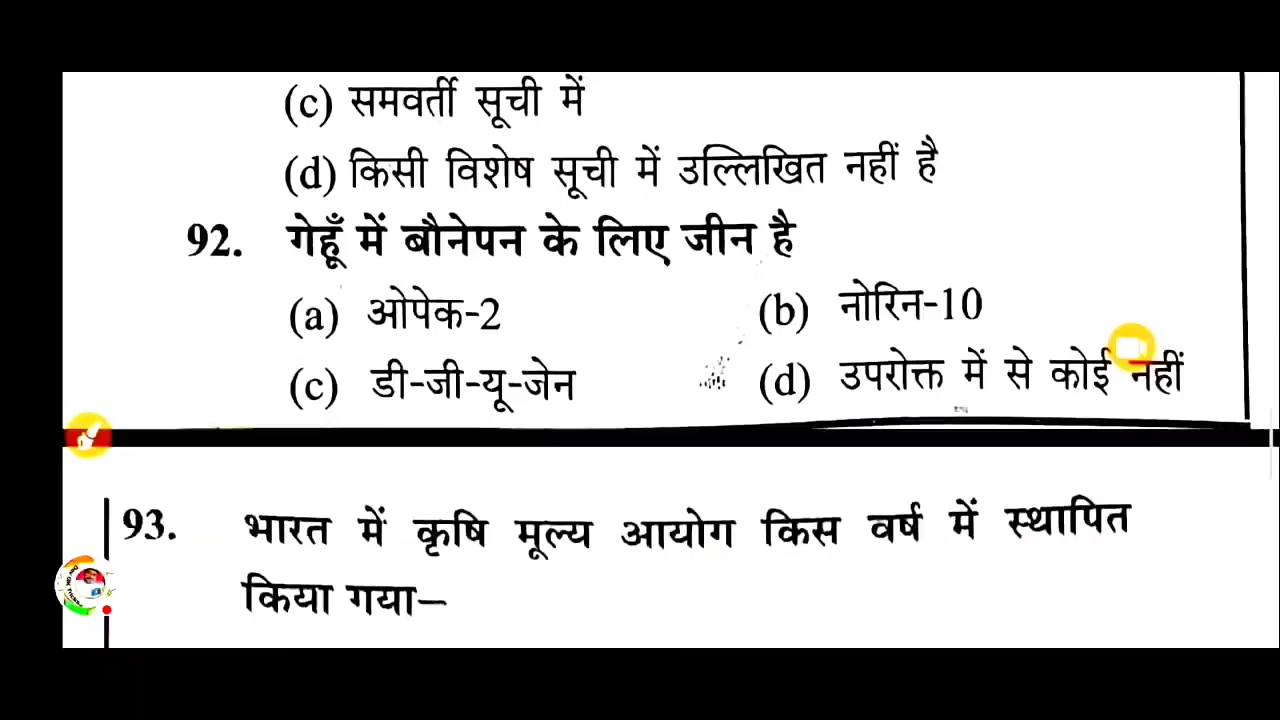 (c) समवर्ती सूची में
(d) किसी विशेष सूची में उल्लिखित नहीं है
92. गेहूँ में बौनेपन के लिए जीन है
(a) ओपेक-2 (b) नोरिन-10
(c) डी-जी-यू-जेन (d) उपरोक्त में से कोई नहीं
93. भारत में कृषि मूल्य आयोग किस वर्ष में स्थापित
किया गया–